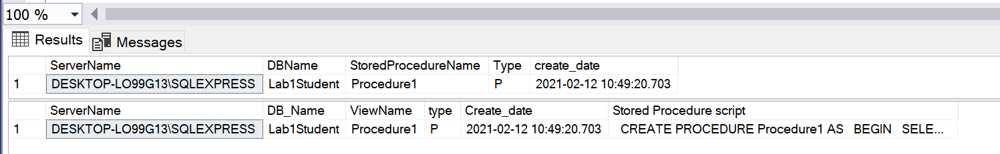 100 %
Results Messages
ServerName DBName StoredProcedureName Type create_date
1 DESKTOP-LO99G13\SQLEXPRESS Lab1Student Procedure1 P 2021-02-12 10:49:20.703
ServerName DB_Name ViewName type Create_date Stored Procedure script
1 DESKTOP-LO99G13\SQLEXPRESS Lab1Student Procedure1 P 2021-02-12 10:49:20.703 CREATE PROCEDURE Procedure1 AS BEGIN SELE...